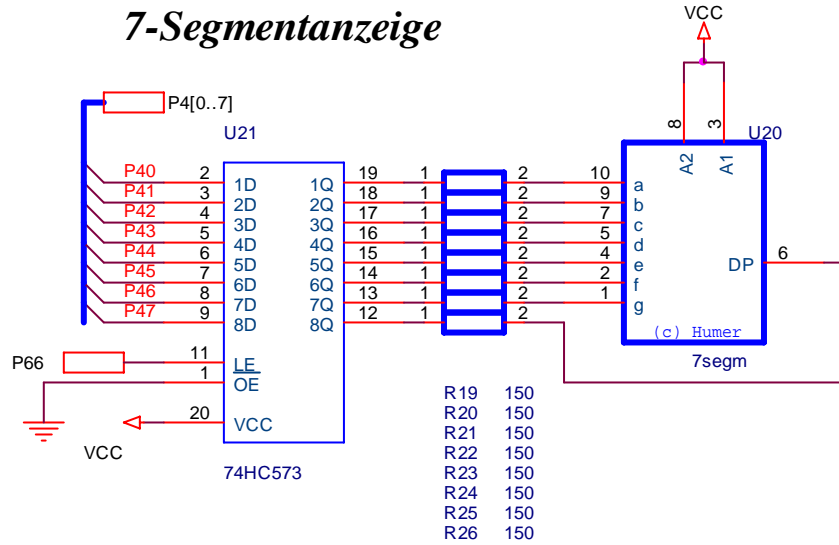 7-Segmentanzeige
VCC
P4[0..7]
U21
8 3
U20
A2 A1
P40 2 1D 1Q 19 1 2 10 a
P41 3 2D 2Q 18 1 2 9 b
P42 4 3D 3Q 17 1 2 7 c
P43 5 4D 4Q 16 1 2 5 d
P44 6 5D 5Q 15 1 2 4 e DP 6
P45 7 6D 6Q 14 1 2 2 f
P46 8 7D 7Q 13 1 2 1 g
P47 9 8D 8Q 12 1 2
(c) Humer
P66 11 LE
7segm
1 OE
20 VCC
VCC
74HC573
R19 150
R20 150
R21 150
R22 150
R23 150
R24 150
R25 150
R26 150